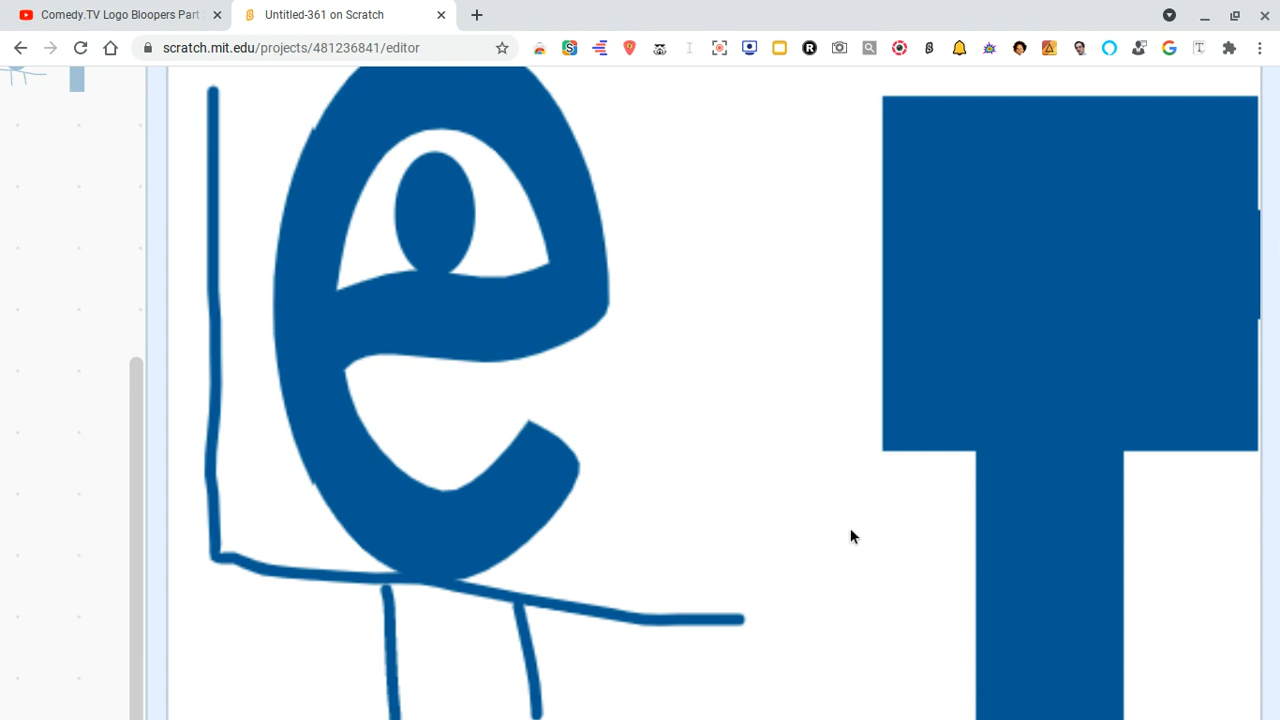 Comedy.TV Logo Bloopers Part
Untitled-361 on Scratch
scratch.mit.edu/projects/481236841/editor
e T